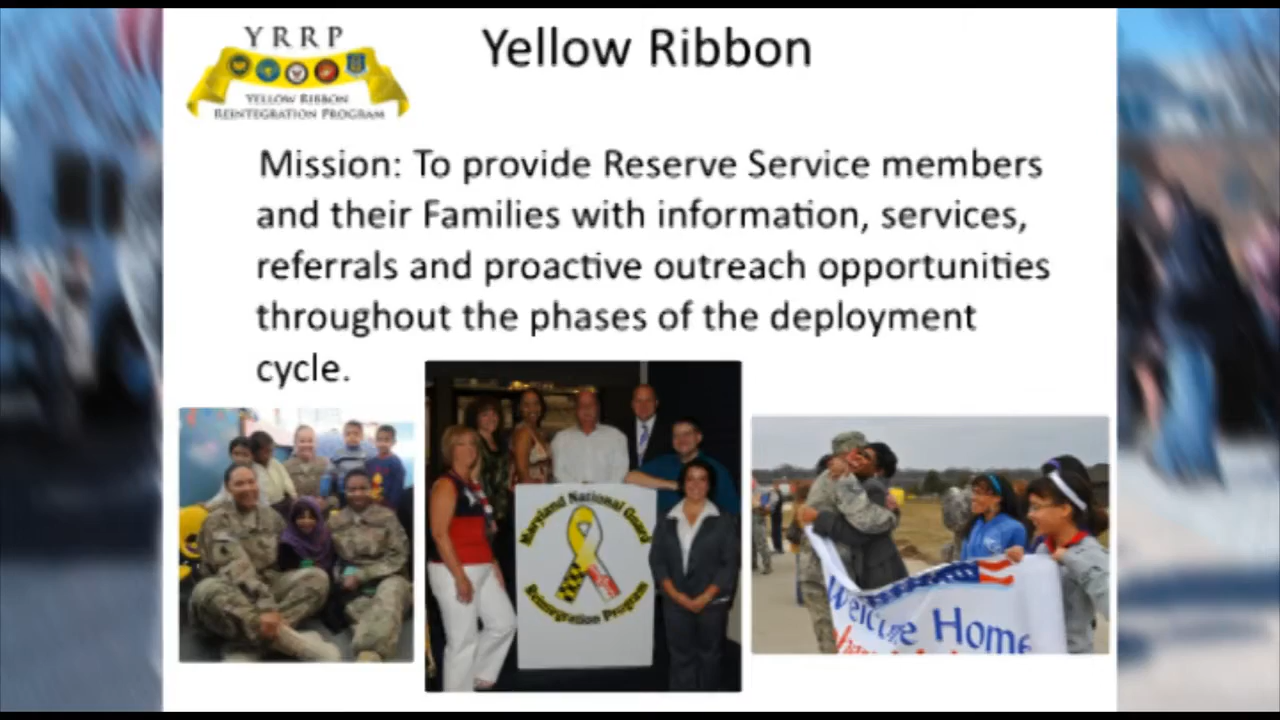 YRRP
YELLOW RIBBON
REINTEGRATION PROGRAM
Yellow Ribbon
Mission: To provide Reserve Service members
and their Families with information, services,
referrals and proactive outreach opportunities
throughout the phases of the deployment
cycle.
Maryland National Guard
Reintegration Program
Welcome Home